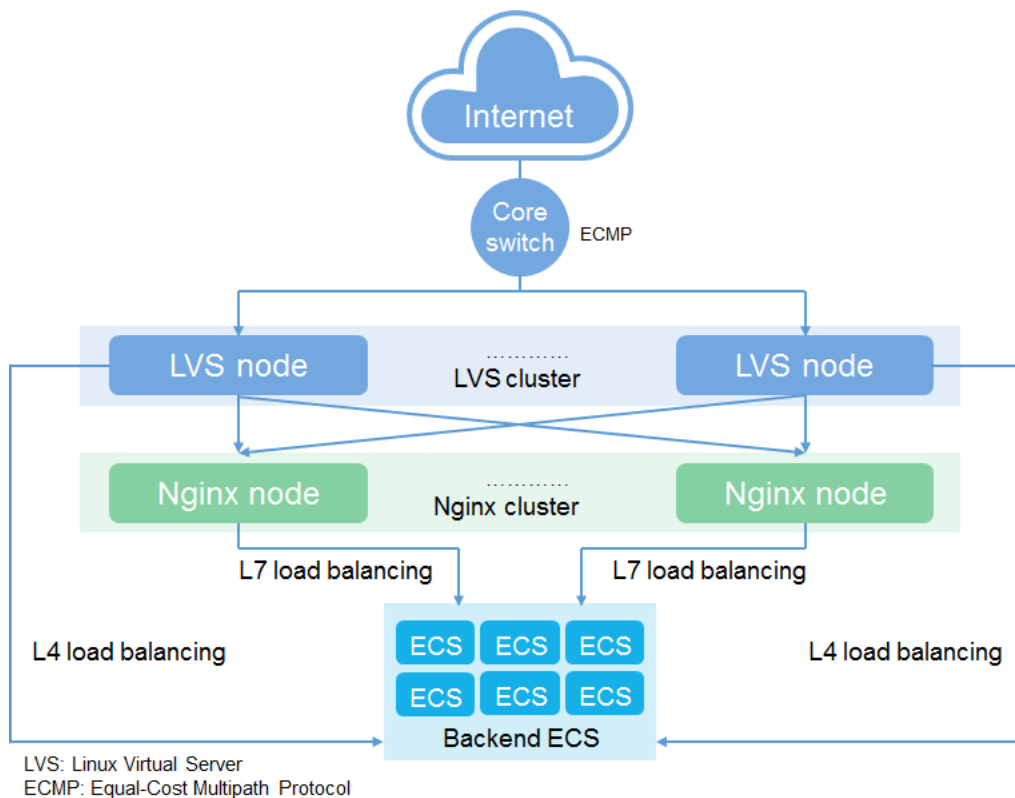 Internet
Core
switch
ECMP
LVS node
............
LVS cluster
LVS node
Nginx node
............
Nginx cluster
Nginx node
L7 load balancing
L7 load balancing
L4 load balancing
L4 load balancing
ECS ECS ECS
ECS ECS ECS
Backend ECS
LVS: Linux Virtual Server
ECMP: Equal-Cost Multipath Protocol